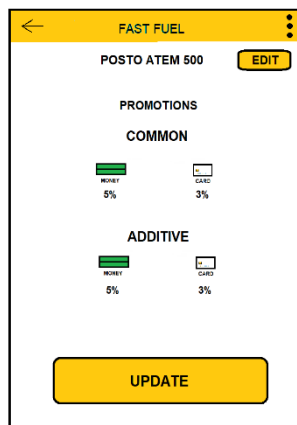 FAST FUEL
POSTO ATEM 500 EDIT
PROMOTIONS
COMMON
MONEY CARD
5% 3%
ADDITIVE
MONEY CARD
5% 3%
UPDATE